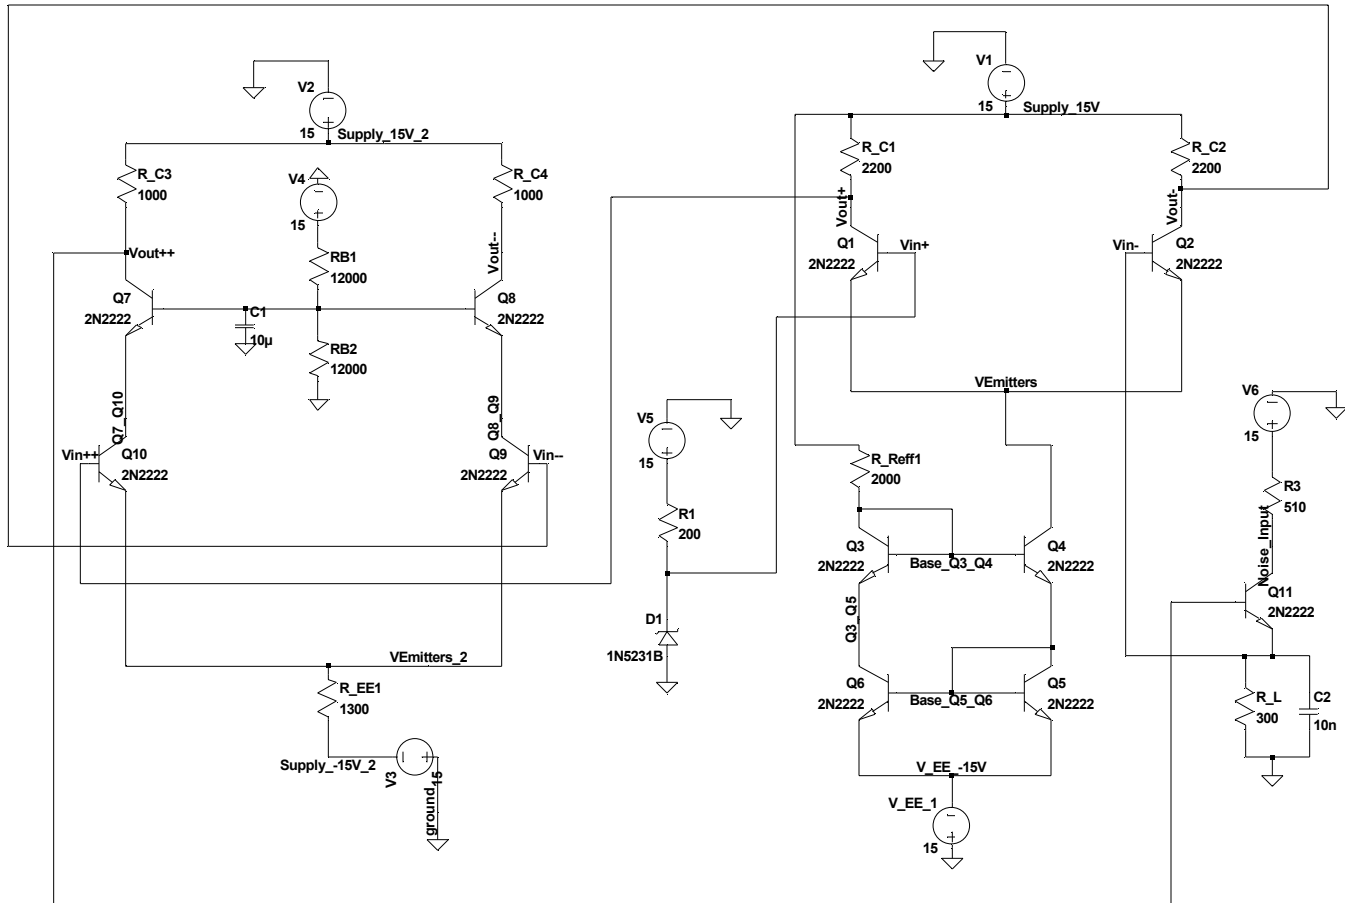 V2
15
Supply_15V_2
R_C3
1000
R_C4
1000
V4
15
Vout++
Vout--
RB1
12000
Q7
2N2222
C1
10µ
Q8
2N2222
RB2
12000
Q7_Q10
Q8_Q9
Vin++
Q10
2N2222
Q9
Vin--
2N2222
VEmitters_2
R_EE1
1300
Supply_-15V_2
V3
15
ground
V5
15
R1
200
D1
1N5231B
V1
15
Supply_15V
R_C1
2200
R_C2
2200
Vout+
Vout-
Q1
2N2222
Vin+
Vin-
Q2
2N2222
VEmitters
R_Reff1
2000
Q3
2N2222
Base_Q3_Q4
Q4
2N2222
Q3_Q5
Q6
2N2222
Base_Q5_Q6
Q5
2N2222
V_EE_-15V
V_EE_1
15
V6
15
R3
510
Noise_Input
Q11
2N2222
R_L
300
C2
10n